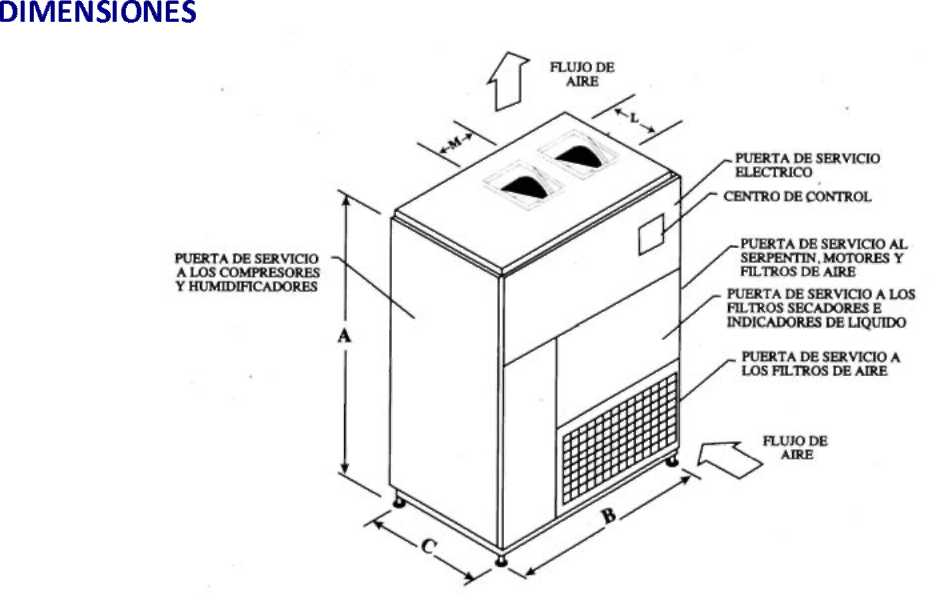 DIMENSIONES
FLUJO DE
AIRE
L
M
PUERTA DE SERVICIO
ELECTRICO
CENTRO DE CONTROL
PUERTA DE SERVICIO AL
SERPENTIN, MOTORES Y
FILTROS DE AIRE
PUERTA DE SERVICIO
A LOS COMPRESORES
Y HUMIDIFICADORES
PUERTA DE SERVICIO A LOS
FILTROS SECADORES E
INDICADORES DE LIQUIDO
A
PUERTA DE SERVICIO A
LOS FILTROS DE AIRE
FLUJO DE
AIRE
B
C